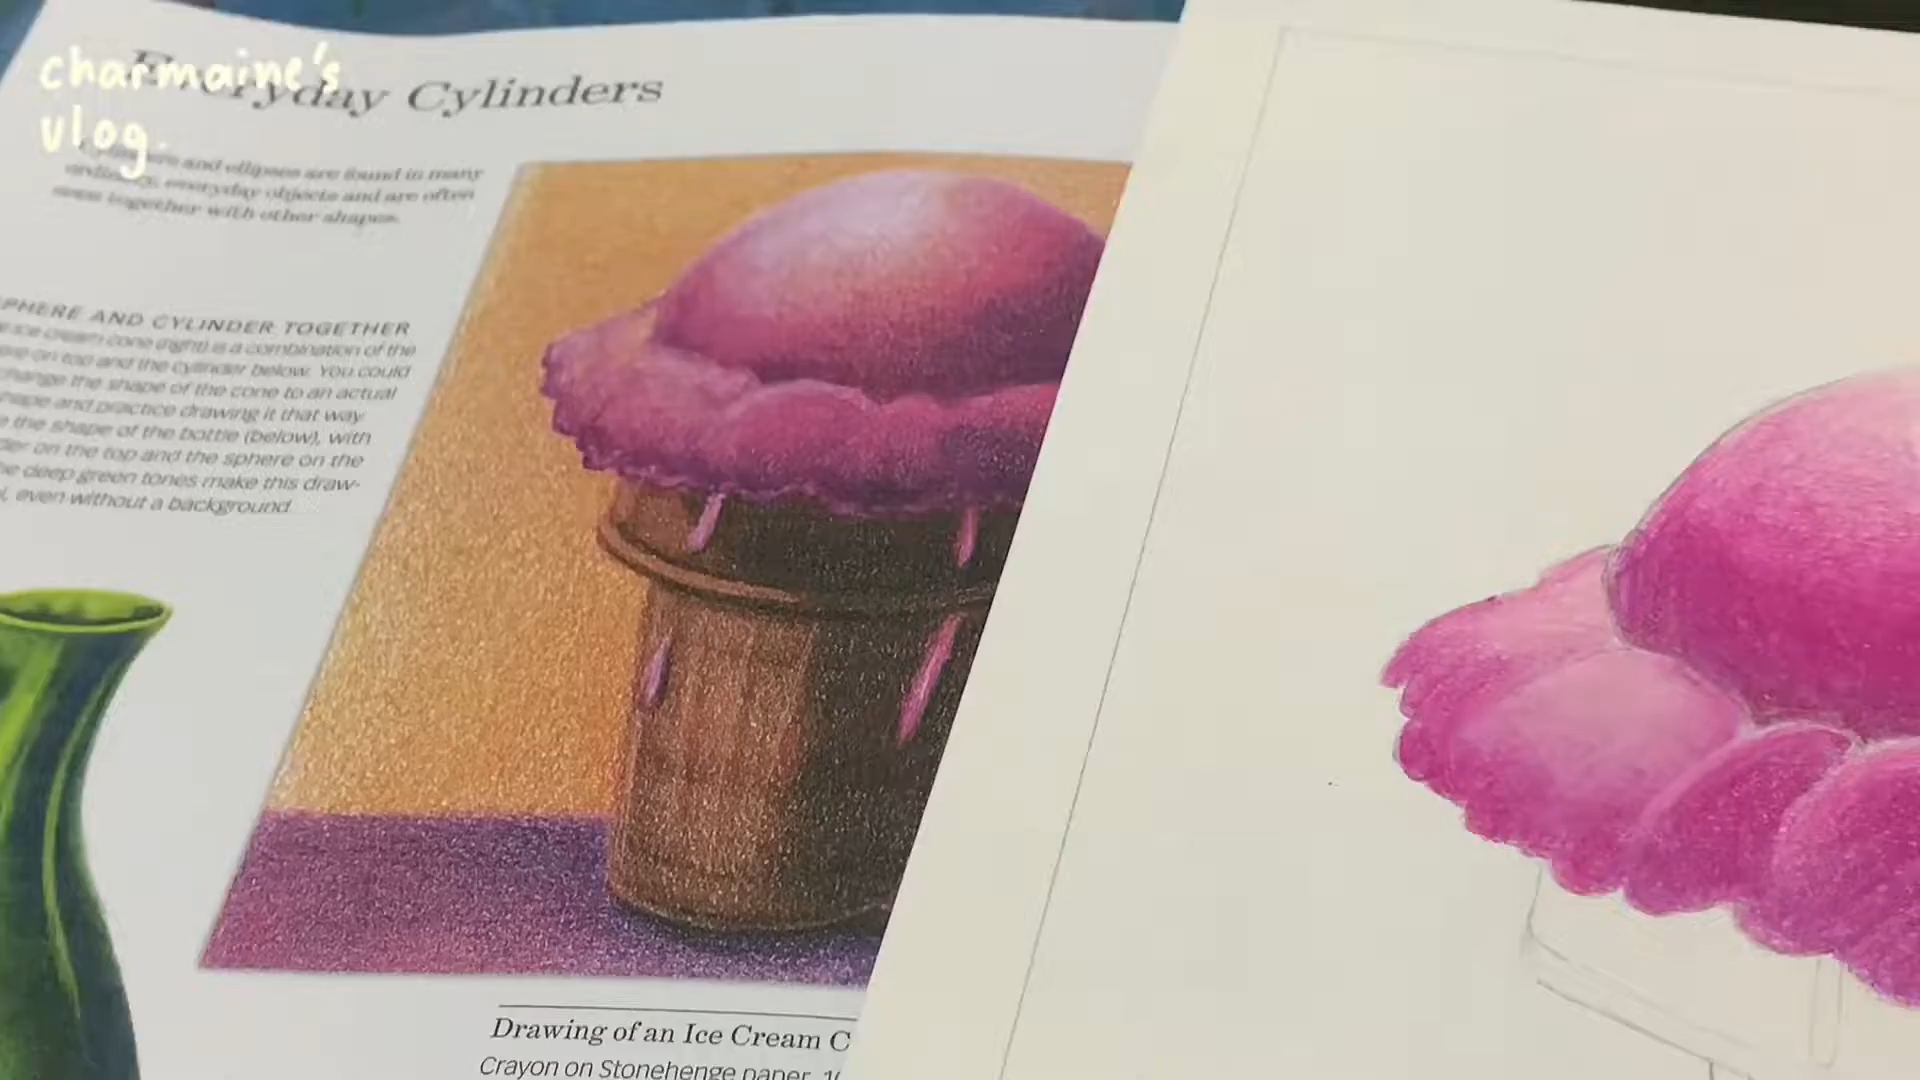 charmaine's
vlog.
Everyday Cylinders
and ellipses are found in many
ordinary, everyday objects and are often
seen together with other shapes.
PHERE AND CYLINDER TOGETHER
ice cream cone (right) is a combination of the
on top and the cylinder below. You could
change the shape of the cone to an actual
and practice drawing it that way
the shape of the bottle (below), with
on the top and the sphere on the
deep green tones make this draw-
even without a background.
Drawing of an Ice Cream C
Crayon on Stonehenge paper,